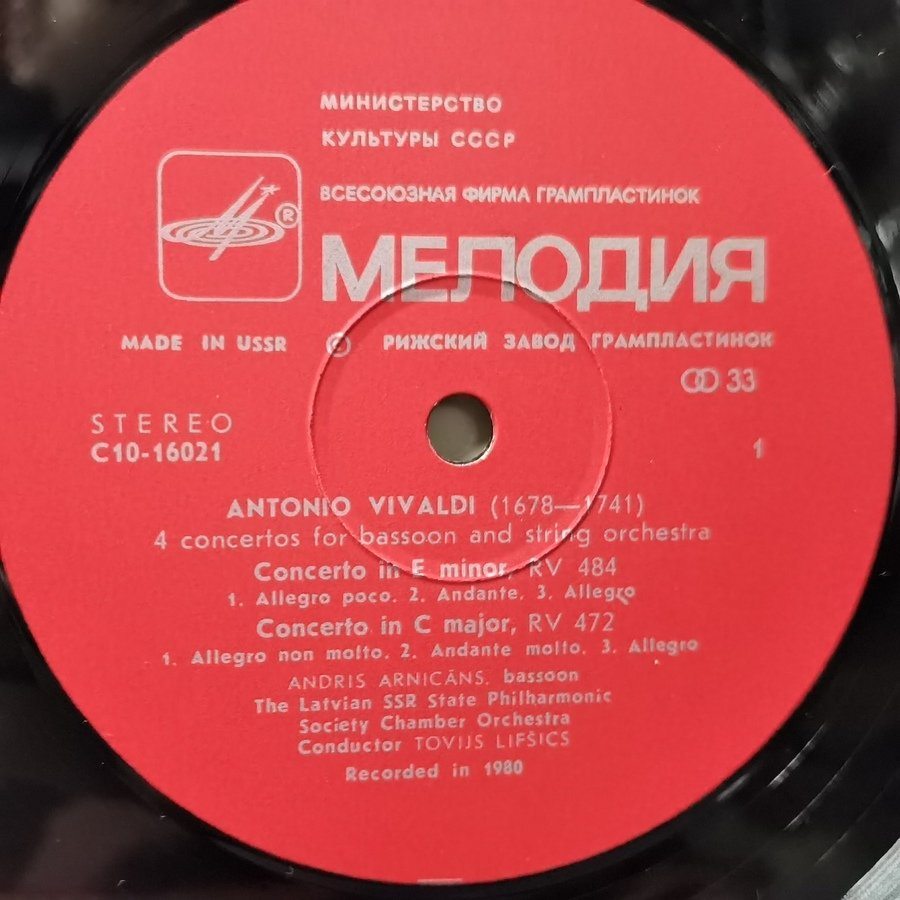 МИНИСТЕРСТВО
КУЛЬТУРЫ СССР
ВСЕСОЮЗНАЯ ФИРМА ГРАМПЛАСТИНОК
® МЕЛОДИЯ
MADE IN USSR © РИЖСКИЙ ЗАВОД ГРАМПЛАСТИНОК
33
STEREO
C10-16021 1
ANTONIO VIVALDI (1678—1741)
4 concertos for bassoon and string orchestra
Concerto in E minor, RV 484
1. Allegro poco. 2. Andante. 3. Allegro
Concerto in C major, RV 472
1. Allegro non molto. 2. Andante molto. 3. Allegro
ANDRIS ARNICĀNS, bassoon
The Latvian SSR State Philharmonic
Society Chamber Orchestra
Conductor TOVIJS LIFŠICS
Recorded in 1980